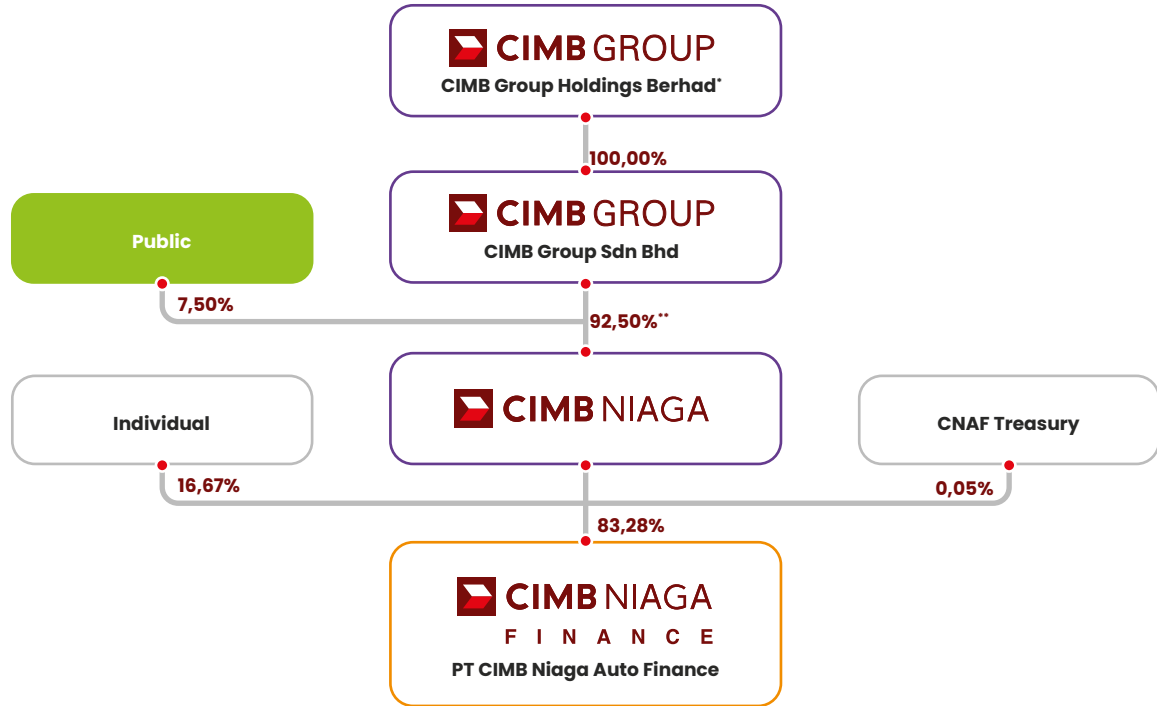 CIMB GROUP
CIMB Group Holdings Berhad*
100,00%
CIMB GROUP
CIMB Group Sdn Bhd
Public
7,50%
92,50%**
CIMB NIAGA
Individual
CNAF Treasury
16,67%
0,05%
83,28%
CIMB NIAGA
FINANCE
PT CIMB Niaga Auto Finance